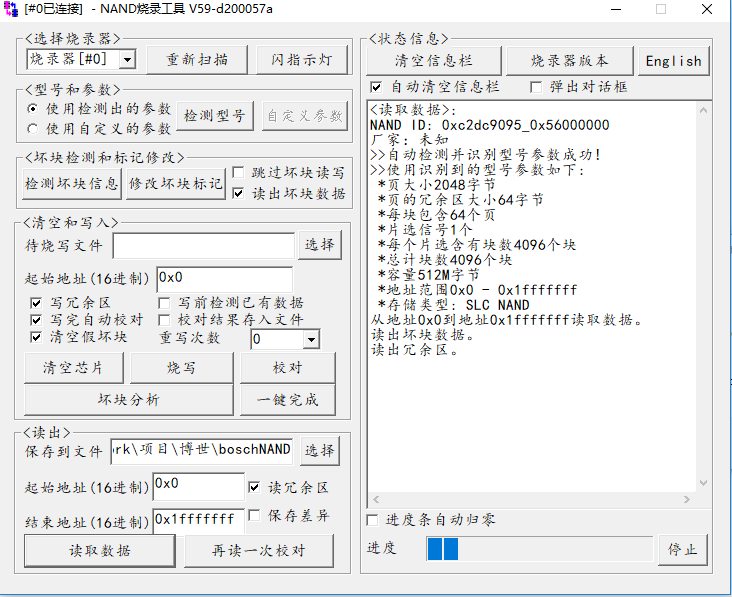 [#0已连接] - NAND烧录工具 V59-d200057a
<选择烧录器>
烧录器[#0]
重新扫描
闪指示灯
<型号和参数>
使用检测出的参数
使用自定义的参数
检测型号
自定义参数
<坏块检测和标记修改>
检测坏块信息
修改坏块标记
跳过坏块读写
读出坏块数据
<清空和写入>
待烧写文件
选择
起始地址(16进制)
0x0
写冗余区
写前检测已有数据
写完自动校对
校对结果存入文件
清空假坏块
重写次数
0
清空芯片
烧写
校对
坏块分析
一键完成
<读出>
保存到文件
rk\项目\博世\boschNAND
选择
起始地址(16进制)
0x0
读冗余区
结束地址(16进制)
0x1fffffff
保存差异
读取数据
再读一次校对
<状态信息>
清空信息栏
烧录器版本
English
自动清空信息栏
弹出对话框
<读取数据>:
NAND ID: 0xc2dc9095_0x56000000
厂家: 未知
>>自动检测并识别型号参数成功!
>>使用识别到的型号参数如下:
*页大小2048字节
*页的冗余区大小64字节
*每块包含64个页
*片选信号1个
*每个片选含有块数4096个块
*总计块数4096个块
*容量512M字节
*地址范围0x0 - 0x1fffffff
*存储类型: SLC NAND
从地址0x0到地址0x1fffffff读取数据。
读出坏块数据。
读出冗余区。
进度条自动归零
进度
停止